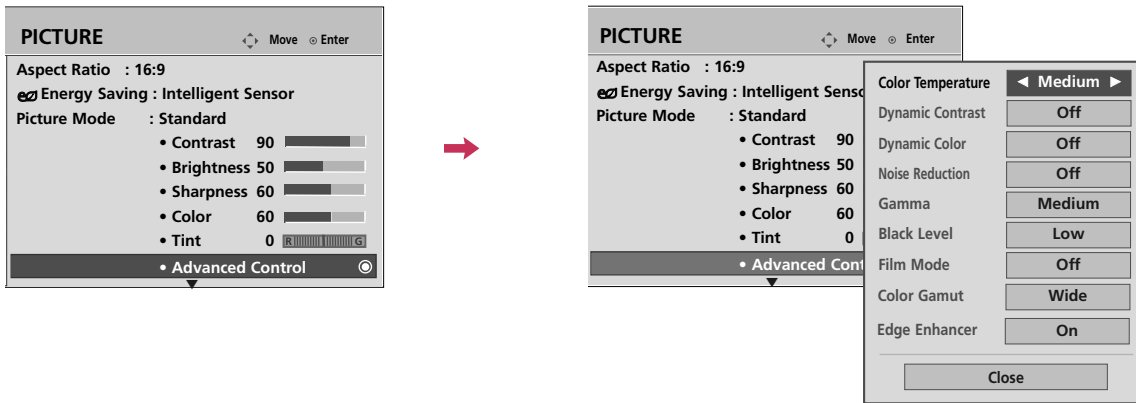 PICTURE
Move Enter
Aspect Ratio : 16:9
Energy Saving : Intelligent Sensor
Picture Mode : Standard
• Contrast 90
• Brightness 50
• Sharpness 60
• Color 60
• Tint 0 R G
• Advanced Control
PICTURE
Move Enter
Aspect Ratio : 16:9
Energy Saving : Intelligent Senso
Picture Mode : Standard
• Contrast 90
• Brightness 50
• Sharpness 60
• Color 60
• Tint 0
• Advanced Cont
Color Temperature ◄ Medium ►
Dynamic Contrast Off
Dynamic Color Off
Noise Reduction Off
Gamma Medium
Black Level Low
Film Mode Off
Color Gamut Wide
Edge Enhancer On
Close